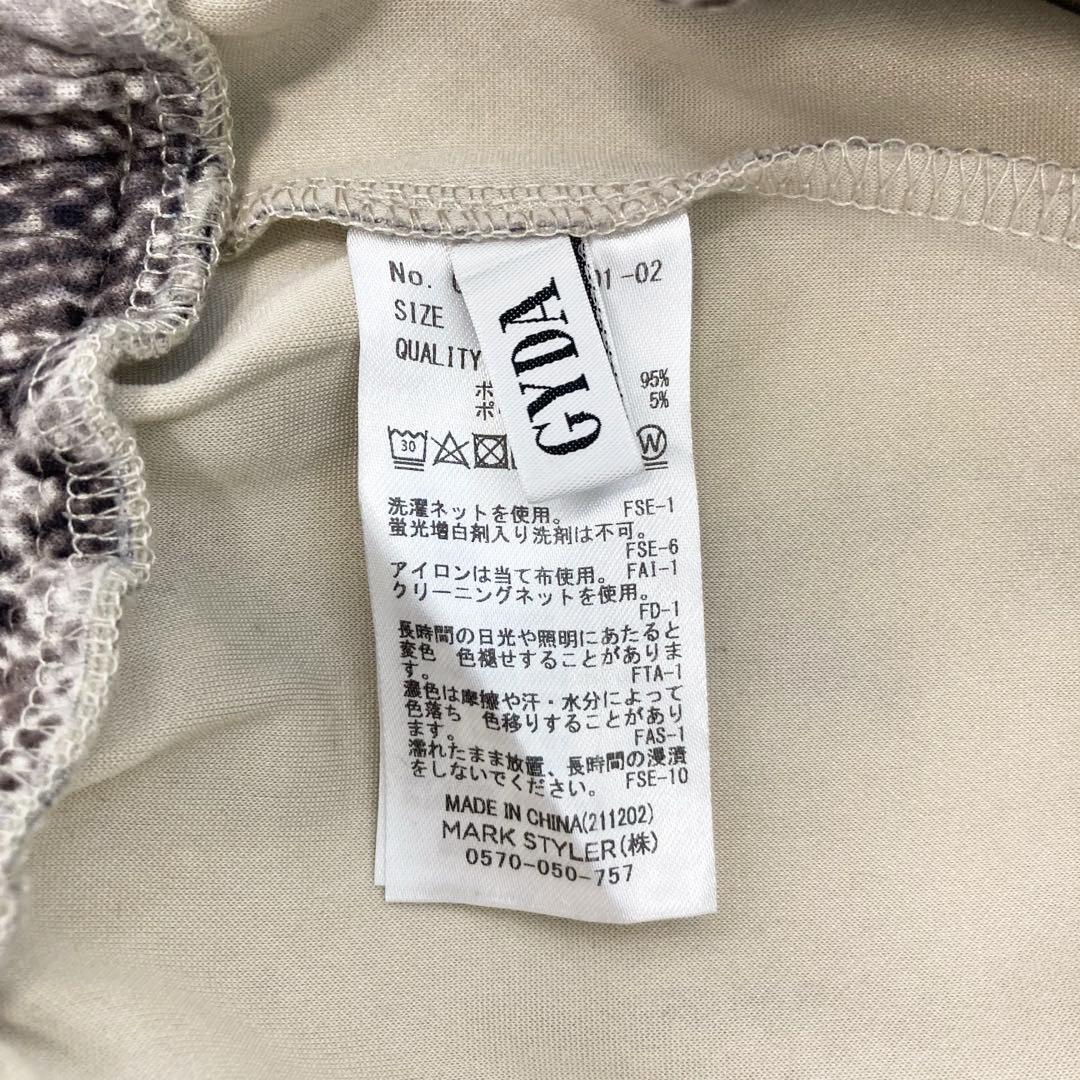 No. 01-02
SIZE
QUALITY
95%
5%
GYDA
30 W
洗濯ネットを使用。 FSE-1
蛍光増白剤入り洗剤は不可。
FSE-6
アイロンは当て布使用。 FAI-1
クリーニングネットを使用。
FD-1
長時間の日光や照明にあたると
変色 色褪せすることがありま
す。 FTA-1
濃色は摩擦や汗・水分によって
色落ち 色移りすることがあり
ます。 FAS-1
濡れたまま放置、長時間の浸漬
をしないでください。 FSE-10
MADE IN CHINA(211202)
MARK STYLER(株)
0570-050-757